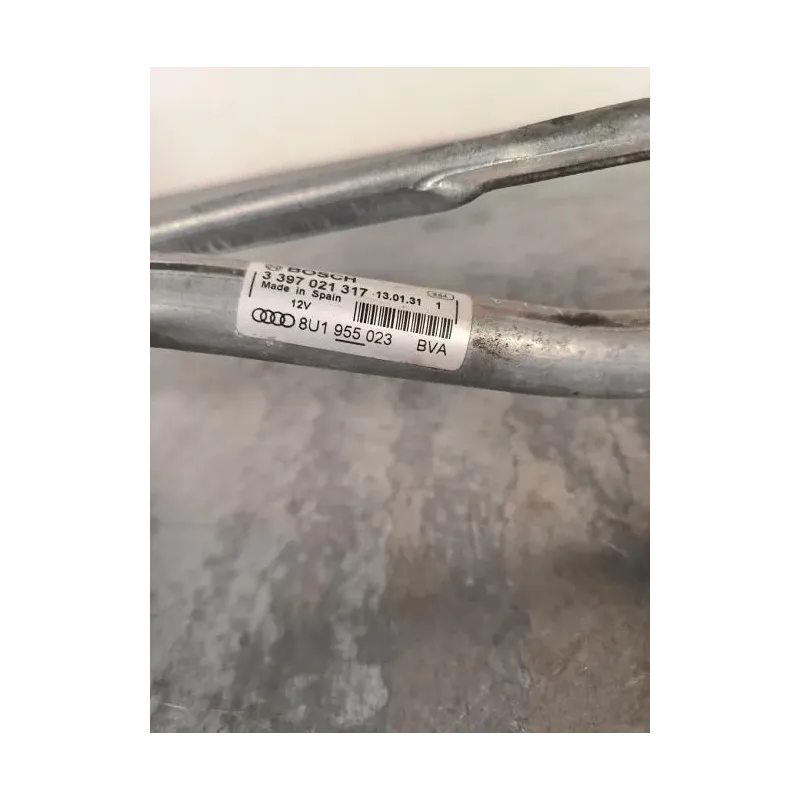 BOSCH
3 397 021 317 13.01.31
Made in Spain 1
12V
8U1 955 023 BVA